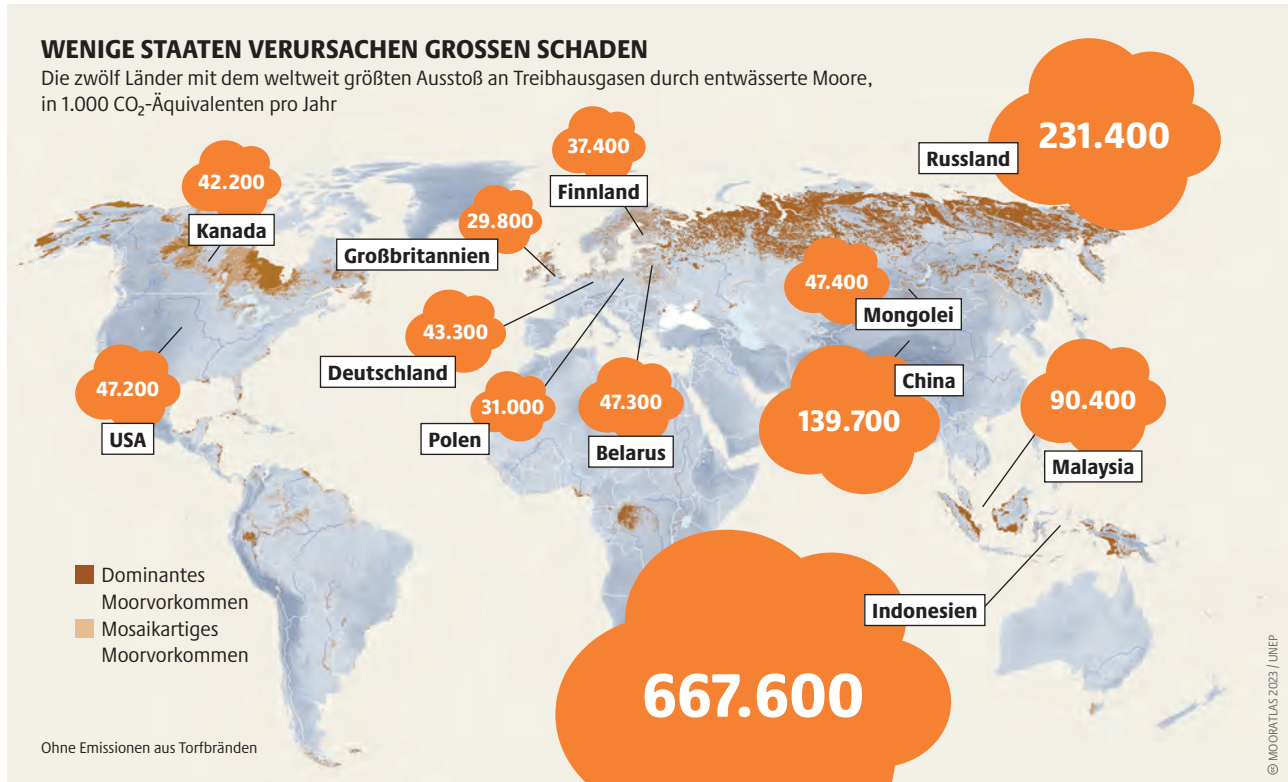 WENIGE STAATEN VERURSACHEN GROSSEN SCHADEN
Die zwölf Länder mit dem weltweit größten Ausstoß an Treibhausgasen durch entwässerte Moore,
in 1.000 CO₂-Äquivalenten pro Jahr
231.400
Russland
37.400
Finnland
42.200
Kanada
29.800
Großbritannien
47.400
Mongolei
43.300
Deutschland
47.200
USA
31.000
Polen
47.300
Belarus
China
139.700
90.400
Malaysia
Dominantes
Moorvorkommen
Mosaikartiges
Moorvorkommen
Indonesien
667.600
Ohne Emissionen aus Torfbränden
MOORATLAS 2023 / UNEP